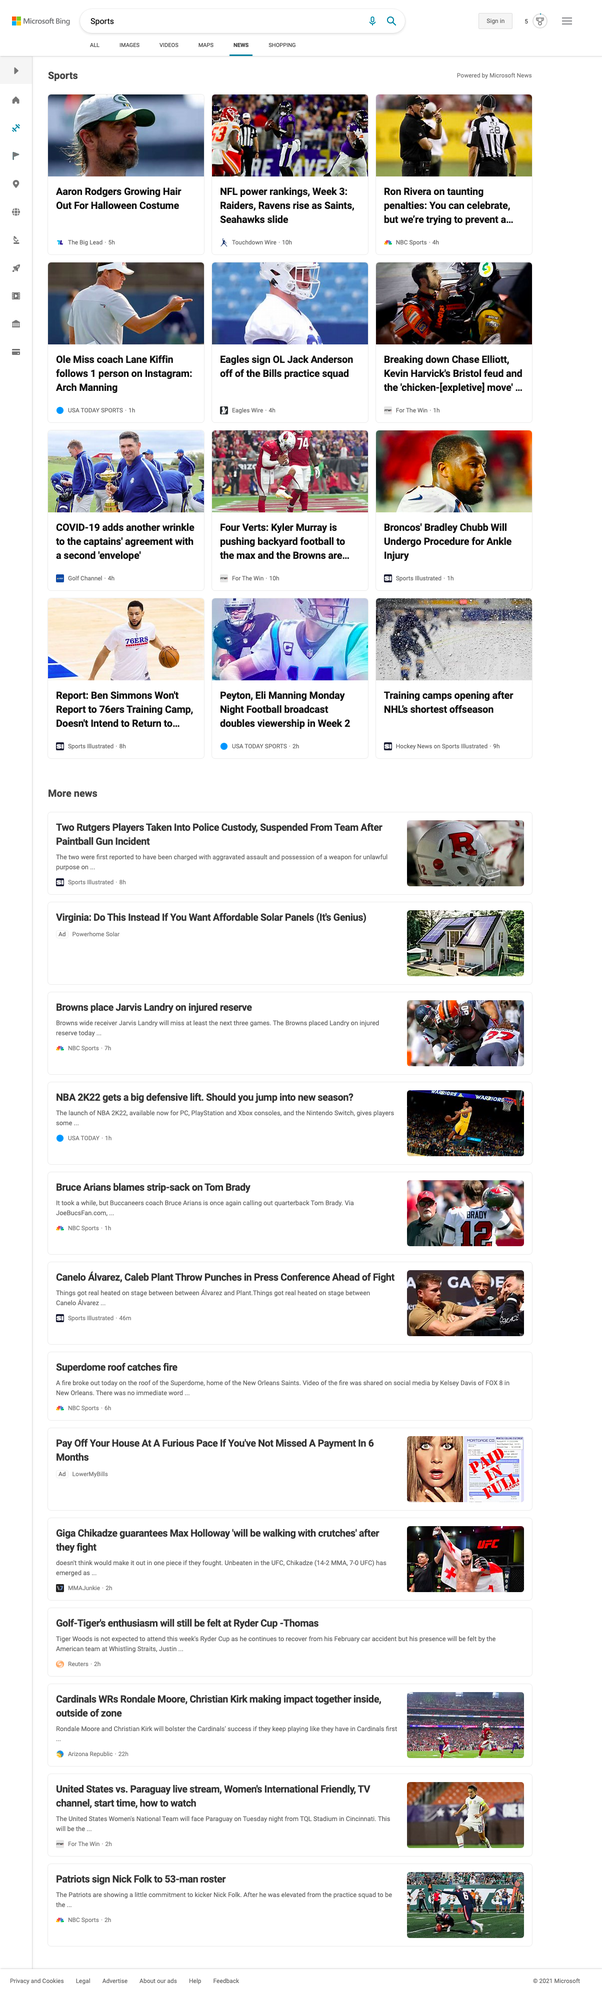 Microsoft Bing
Sports
Sign in
5
ALL IMAGES VIDEOS MAPS NEWS SHOPPING
Sports
Powered by Microsoft News
Aaron Rodgers Growing Hair
Out For Halloween Costume
The Big Lead · 5h
NFL power rankings, Week 3:
Raiders, Ravens rise as Saints,
Seahawks slide
Touchdown Wire · 10h
28
Ron Rivera on taunting
penalties: You can celebrate,
but we're trying to prevent a...
NBC Sports · 4h
Ole Miss coach Lane Kiffin
follows 1 person on Instagram:
Arch Manning
USA TODAY SPORTS · 1h
Eagles sign OL Jack Anderson
off of the Bills practice squad
Eagles Wire · 4h
Breaking down Chase Elliott,
Kevin Harvick's Bristol feud and
the 'chicken-[expletive] move' ...
For The Win · 1h
COVID-19 adds another wrinkle
to the captains' agreement with
a second 'envelope'
Golf Channel · 4h
74
Four Verts: Kyler Murray is
pushing backyard football to
the max and the Browns are...
For The Win · 10h
Broncos' Bradley Chubb Will
Undergo Procedure for Ankle
Injury
Sports Illustrated · 1h
76ERS
Report: Ben Simmons Won't
Report to 76ers Training Camp,
Doesn't Intend to Return to...
Sports Illustrated · 8h
Peyton, Eli Manning Monday
Night Football broadcast
doubles viewership in Week 2
USA TODAY SPORTS · 2h
Training camps opening after
NHL's shortest offseason
Hockey News on Sports Illustrated · 9h
More news
Two Rutgers Players Taken Into Police Custody, Suspended From Team After
Paintball Gun Incident
The two were first reported to have been charged with aggravated assault and possession of a weapon for unlawful
purpose on ...
Sports Illustrated · 8h
R
Virginia: Do This Instead If You Want Affordable Solar Panels (It's Genius)
Ad Powerhome Solar
Browns place Jarvis Landry on injured reserve
Browns wide receiver Jarvis Landry will miss at least the next three games. The Browns placed Landry on injured
reserve today ...
NBC Sports · 7h
NBA 2K22 gets a big defensive lift. Should you jump into new season?
The launch of NBA 2K22, available now for PC, PlayStation and Xbox consoles, and the Nintendo Switch, gives players
some ...
USA TODAY · 1h
WARRIORS
Bruce Arians blames strip-sack on Tom Brady
It took a while, but Buccaneers coach Bruce Arians is once again calling out quarterback Tom Brady. Via
JoeBucsFan.com, ...
NBC Sports · 1h
BRADY
12
Canelo Álvarez, Caleb Plant Throw Punches in Press Conference Ahead of Fight
Things got real heated on stage between between Álvarez and Plant.Things got real heated on stage between
Canelo Álvarez ...
Sports Illustrated · 46m
Superdome roof catches fire
A fire broke out today on the roof of the Superdome, home of the New Orleans Saints. Video of the fire was shared on social media by Kelsey Davis of FOX 8 in
New Orleans. There was no immediate word ...
NBC Sports · 6h
Pay Off Your House At A Furious Pace If You've Not Missed A Payment In 6
Months
Ad LowerMyBills
PAID
IN
FULL
Giga Chikadze guarantees Max Holloway 'will be walking with crutches' after
they fight
doesn't think would make it out in one piece if they fought. Unbeaten in the UFC, Chikadze (14-2 MMA, 7-0 UFC) has
emerged as ...
MMAJunkie · 2h
UFC
Golf-Tiger's enthusiasm will still be felt at Ryder Cup -Thomas
Tiger Woods is not expected to attend this week's Ryder Cup as he continues to recover from his February car accident but his presence will be felt by the
American team at Whistling Straits, Justin ...
Reuters · 2h
Cardinals WRs Rondale Moore, Christian Kirk making impact together inside,
outside of zone
Rondale Moore and Christian Kirk will bolster the Cardinals' success if they keep playing like they have in Cardinals first
...
Arizona Republic · 22h
United States vs. Paraguay live stream, Women's International Friendly, TV
channel, start time, how to watch
The United States Women's National Team will face Paraguay on Tuesday night from TQL Stadium in Cincinnati. This
will be the ...
For The Win · 2h
Patriots sign Nick Folk to 53-man roster
The Patriots are showing a little commitment to kicker Nick Folk. After he was elevated from the practice squad to be
the ...
NBC Sports · 2h
Privacy and Cookies Legal Advertise About our ads Help Feedback
© 2021 Microsoft